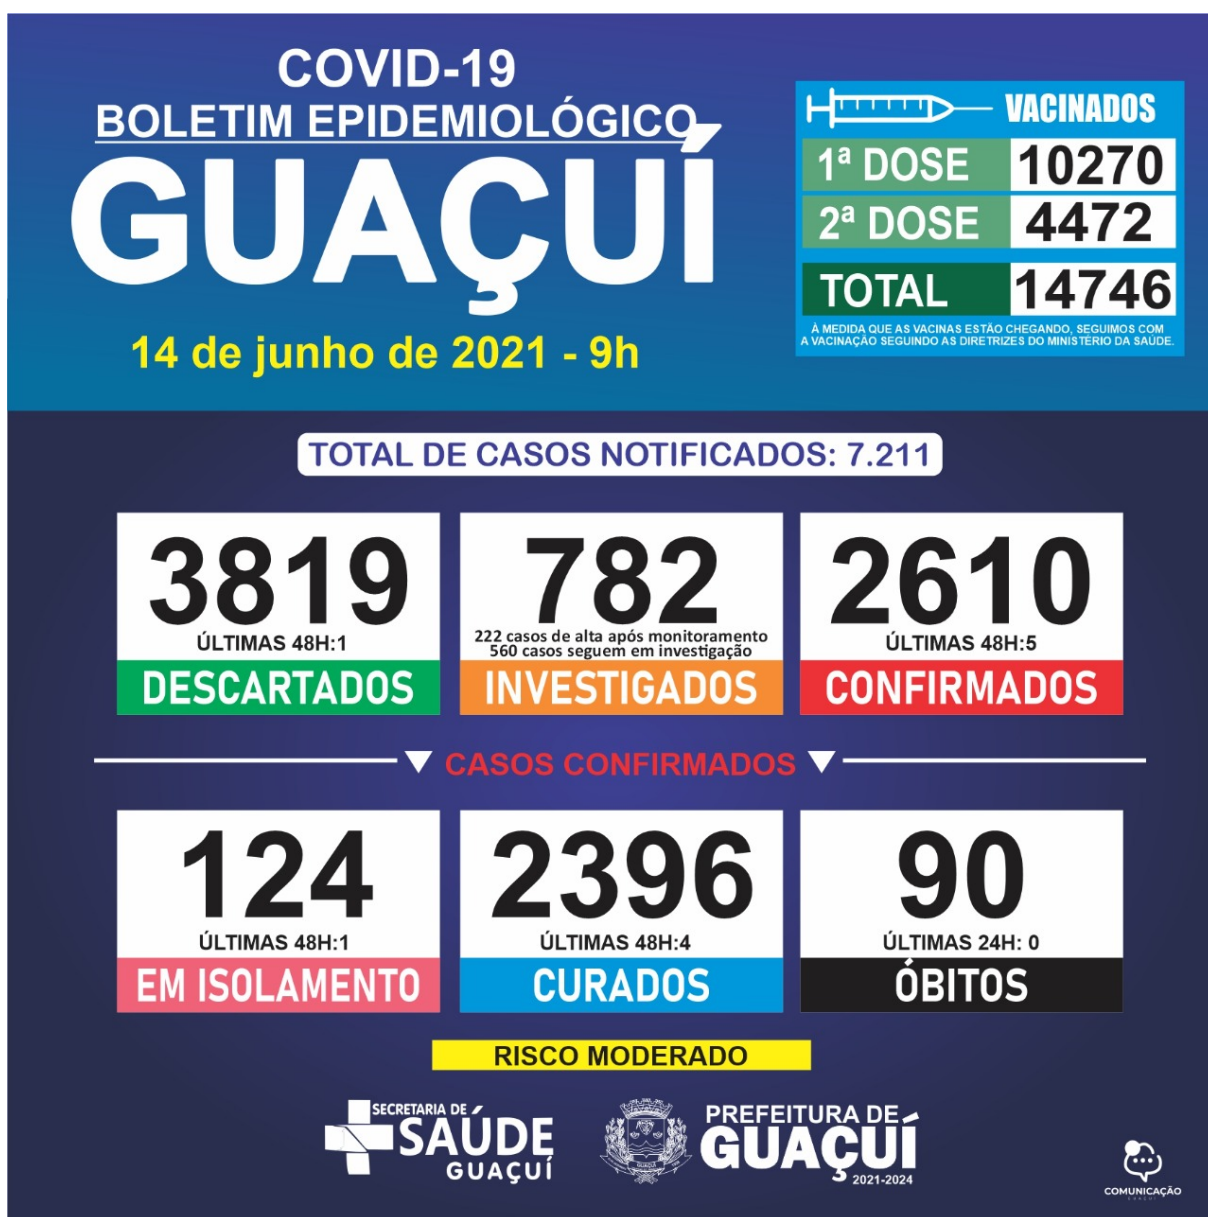 COVID-19
BOLETIM EPIDEMIOLÓGICO
GUAÇUÍ
14 de junho de 2021 - 9h
VACINADOS
1ª DOSE 10270
2ª DOSE 4472
TOTAL 14746
À MEDIDA QUE AS VACINAS ESTÃO CHEGANDO, SEGUIMOS COM
A VACINAÇÃO SEGUINDO AS DIRETRIZES DO MINISTÉRIO DA SAÚDE.
TOTAL DE CASOS NOTIFICADOS: 7.211
3819
ÚLTIMAS 48H:1
DESCARTADOS
782
222 casos de alta após monitoramento
560 casos seguem em investigação
INVESTIGADOS
2610
ÚLTIMAS 48H:5
CONFIRMADOS
CASOS CONFIRMADOS
124
ÚLTIMAS 48H:1
EM ISOLAMENTO
2396
ÚLTIMAS 48H:4
CURADOS
90
ÚLTIMAS 24H: 0
ÓBITOS
RISCO MODERADO
SECRETARIA DE
SAÚDE
GUAÇUÍ
PREFEITURA DE
GUAÇUÍ
2021-2024
COMUNICAÇÃO